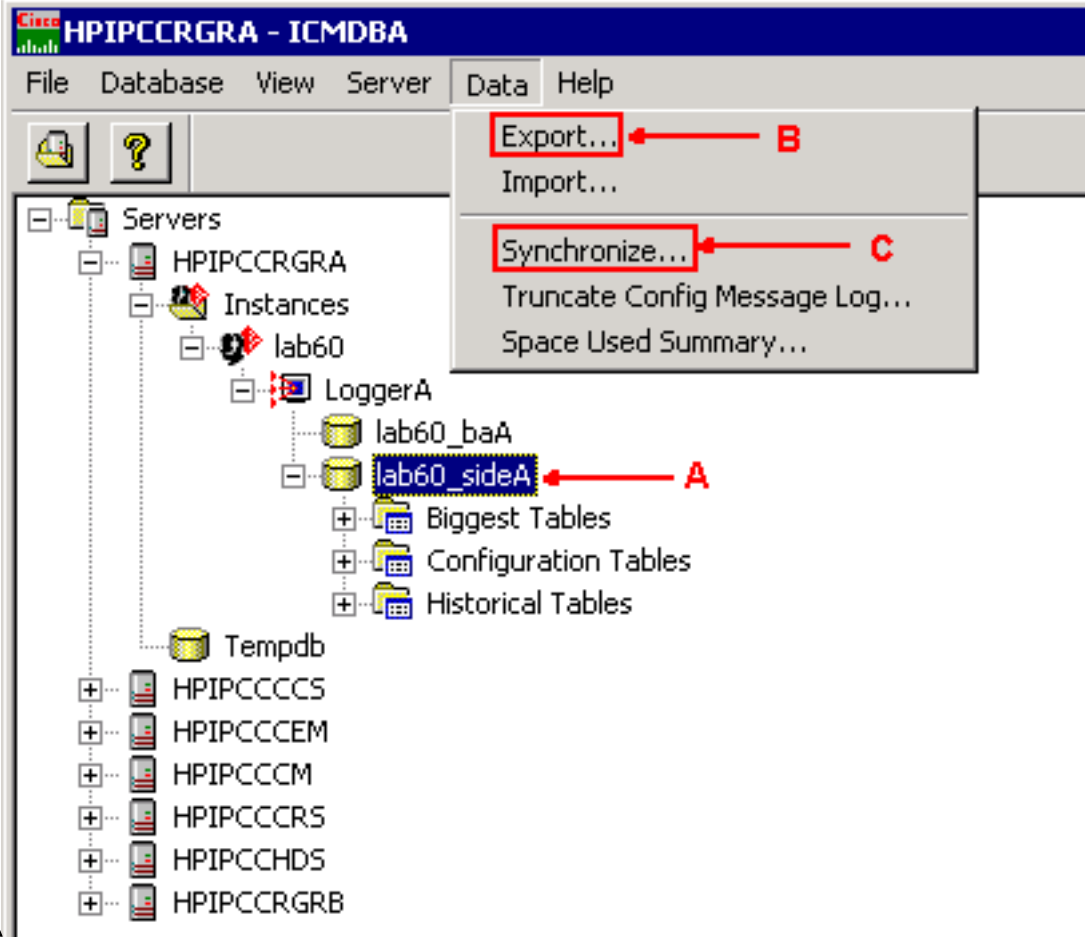 Cisco HPIPCCRGRA - ICMDBA
File Database View Server Data Help
Export... B
Import...
Synchronize... C
Truncate Config Message Log...
Space Used Summary...
Servers
HPIPCCRGRA
Instances
lab60
LoggerA
lab60_baA
lab60_sideA A
Biggest Tables
Configuration Tables
Historical Tables
Tempdb
HPIPCCCCS
HPIPCCCEM
HPIPCCCM
HPIPCCCRS
HPIPCCHDS
HPIPCCRGRB